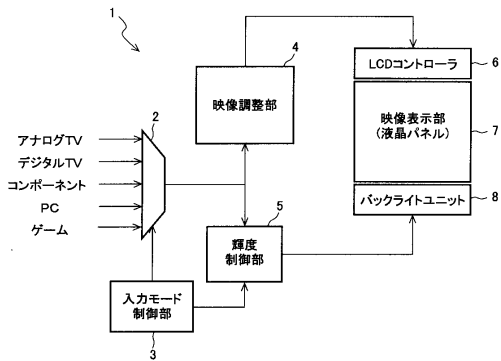 1
4
LCDコントローラ
6
映像調整部
2
映像表示部
(液晶パネル)
7
アナログTV
デジタルTV
コンポーネント
PC
ゲーム
バックライトユニット
8
5
輝度
制御部
入力モード
制御部
3